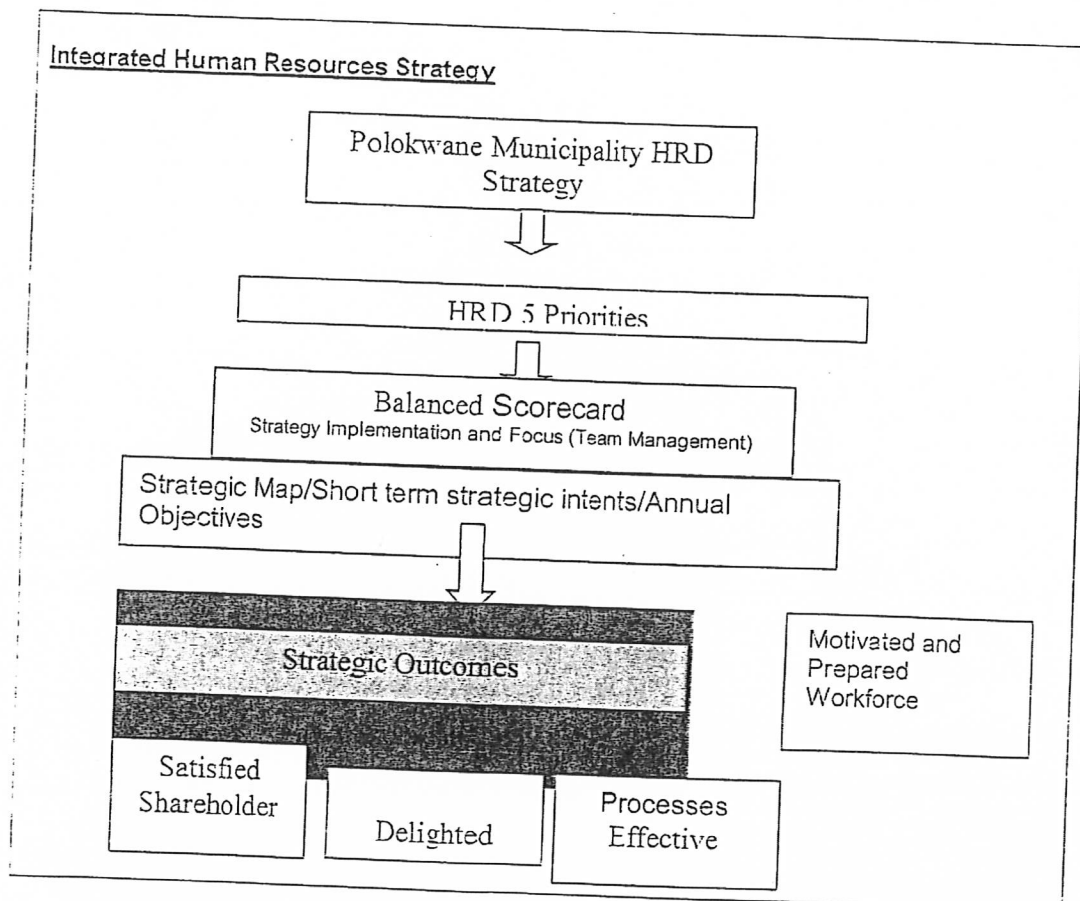 Integrated Human Resources Strategy
Polokwane Municipality HRD
Strategy
HRD 5 Priorities
Balanced Scorecard
Strategy Implementation and Focus (Team Management)
Strategic Map/Short term strategic intents/Annual
Objectives
Strategic Outcomes
Motivated and
Prepared
Workforce
Satisfied
Shareholder
Delighted
Processes
Effective